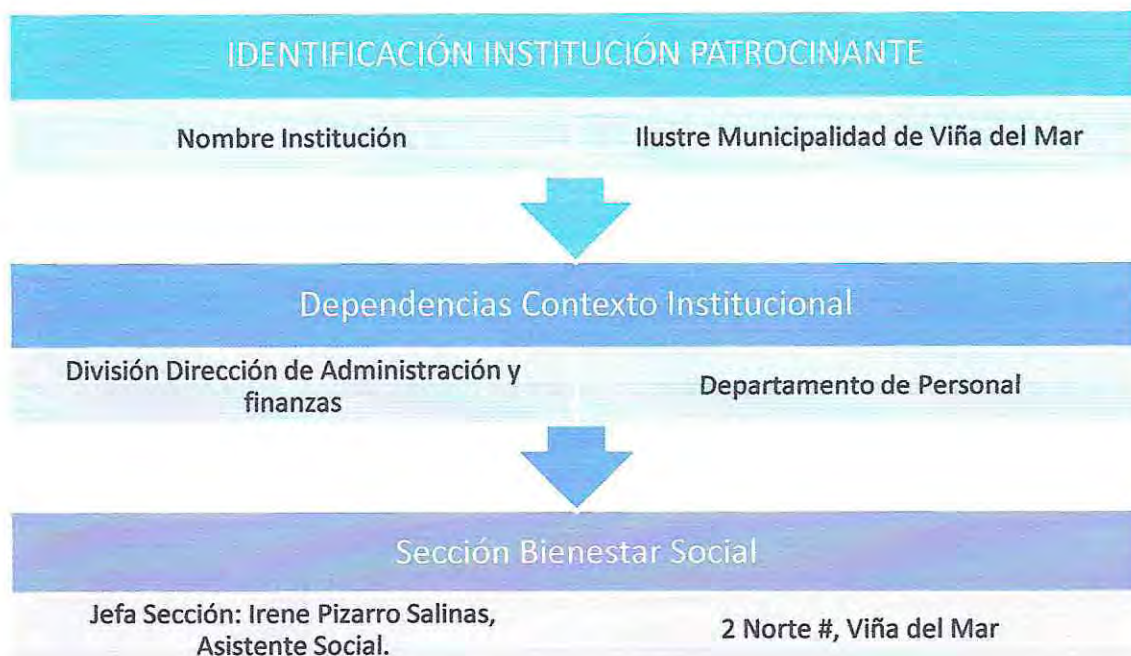 IDENTIFICACIÓN INSTITUCIÓN PATROCINANTE
Nombre Institución
Ilustre Municipalidad de Viña del Mar
Dependencias Contexto Institucional
División Dirección de Administración y
finanzas
Departamento de Personal
Sección Bienestar Social
Jefa Sección: Irene Pizarro Salinas,
Asistente Social.
2 Norte #, Viña del Mar